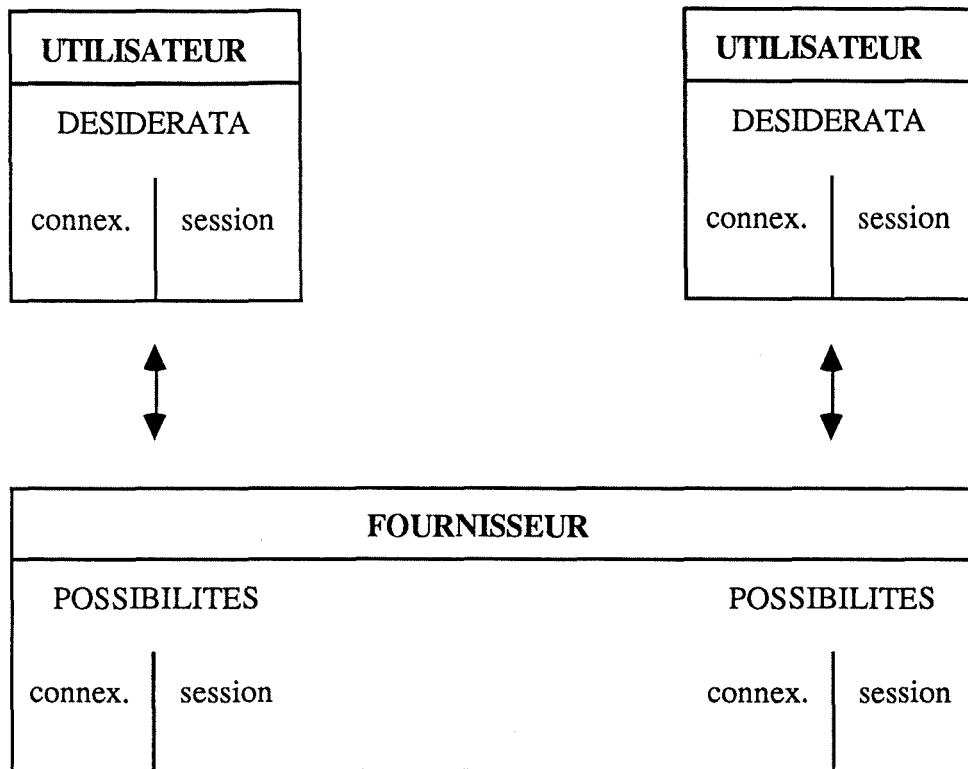 UTILISATEUR UTILISATEUR
DESIDERATA DESIDERATA
connex. session connex. session
FOURNISSEUR
POSSIBILITES POSSIBILITES
connex. session connex. session